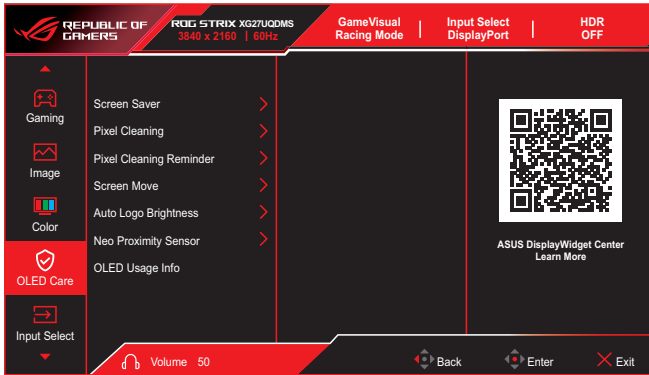 REPUBLIC OF
GAMERS
ROG STRIX XG27UQDMS
3840 x 2160 | 60Hz
GameVisual
Racing Mode
Input Select
DisplayPort
HDR
OFF
Gaming
Image
Color
OLED Care
Input Select
Screen Saver
Pixel Cleaning
Pixel Cleaning Reminder
Screen Move
Auto Logo Brightness
Neo Proximity Sensor
OLED Usage Info
ASUS DisplayWidget Center
Learn More
Volume 50
Back
Enter
Exit